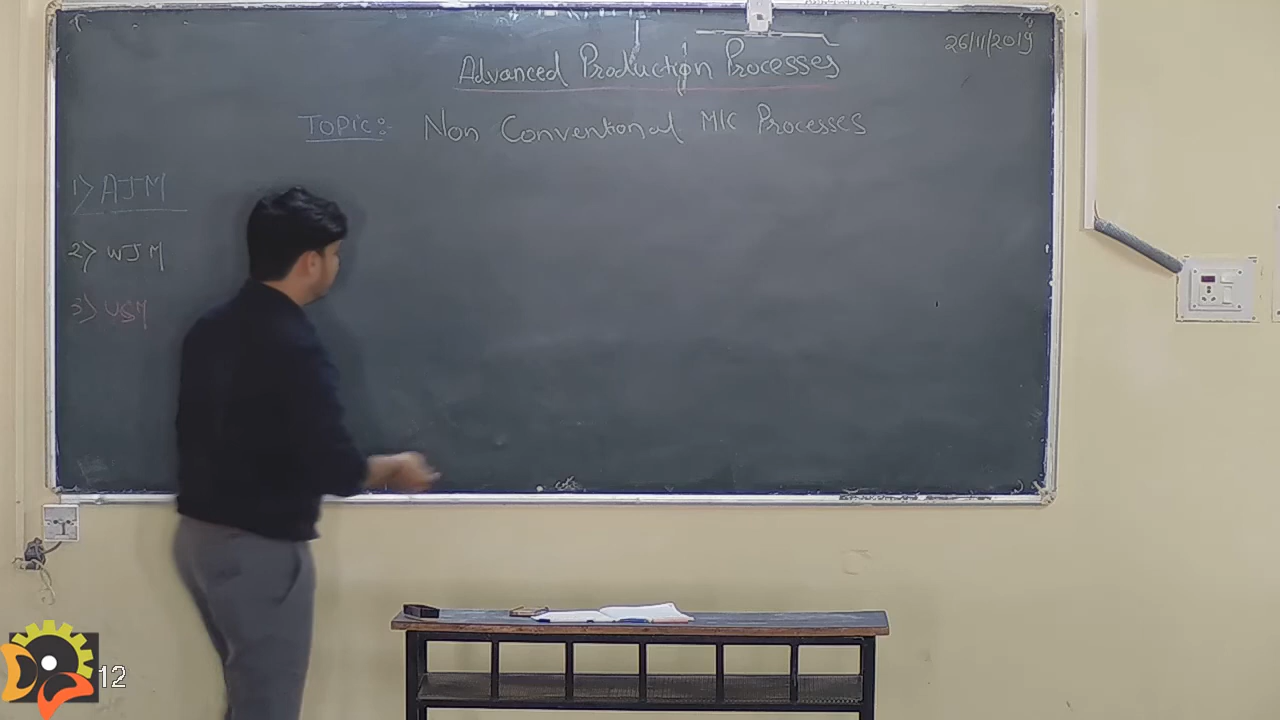 26/11/2019
Advanced Production Processes
Topic:- Non Conventional M/C Processes
1) AJM
2) WJM
3) USM
12